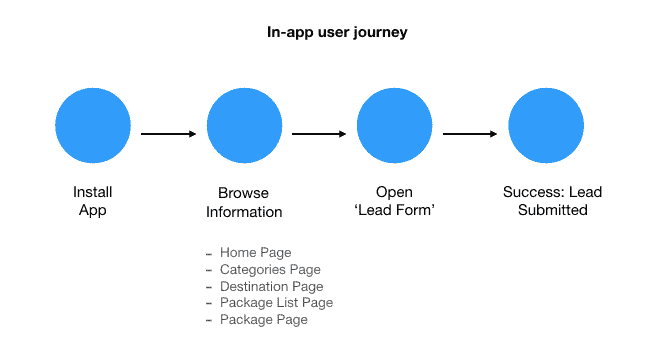 In-app user journey
Install
App
Browse
Information
Open
‘Lead Form’
Success: Lead
Submitted
– Home Page
– Categories Page
– Destination Page
– Package List Page
– Package Page